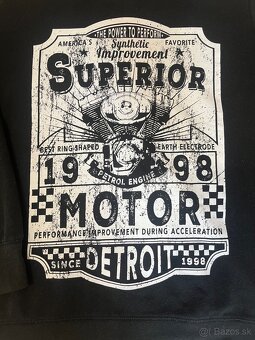 THE POWER TO PERFORM
AMERICA'S FAVORITE
Synthetic
Improvement
SUPERIOR
BEST RING-SHAPED EARTH ELECTRODE
19 98
PETROL ENGINE
MOTOR
PERFORMANCE IMPROVEMENT DURING ACCELERATION
DETROIT
SINCE 1998
Bazos.sk